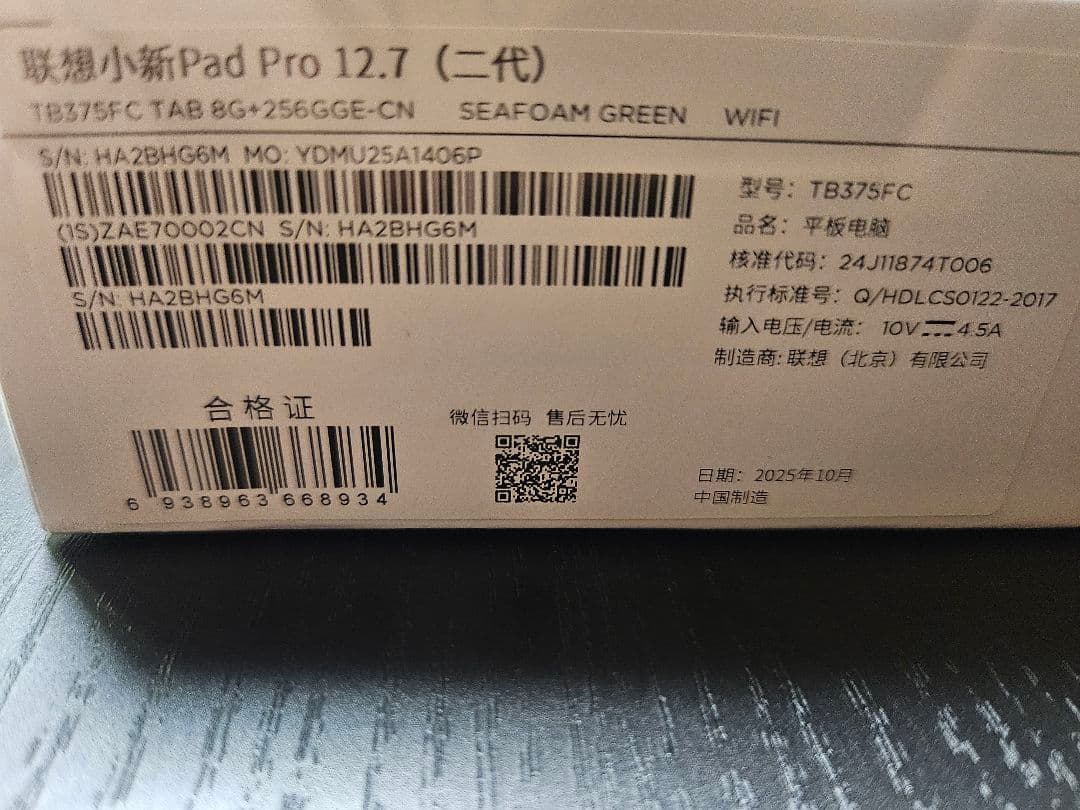 联想小新Pad Pro 12.7（二代）
TB375FC TAB 8G+256GGE-CN SEAFOAM GREEN WIFI
S/N: HA2BHG6M MO: YDMU25A1406P
(1S)ZAE70002CN S/N: HA2BHG6M
S/N: HA2BHG6M
型号：TB375FC
品名：平板电脑
核准代码：24J11874T006
执行标准号：Q/HDLCS0122-2017
输入电压/电流： 10V⎓4.5A
制造商: 联想（北京）有限公司
合格证
6 938963 668934
微信扫码 售后无忧
日期： 2025年10月
中国制造